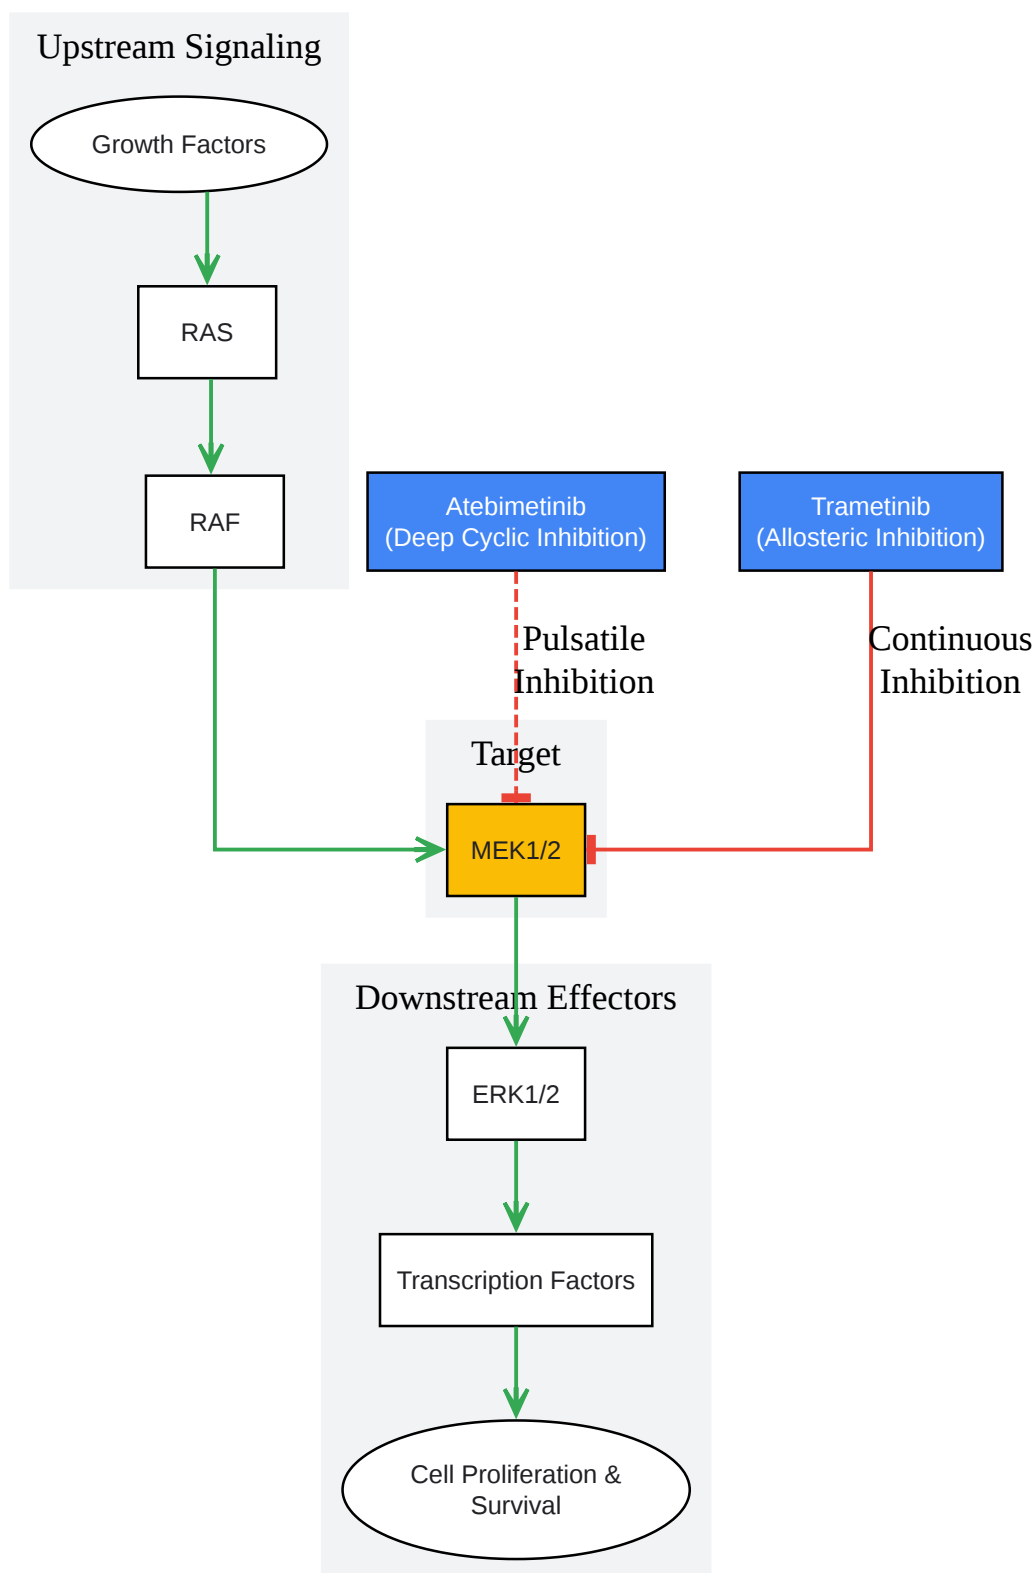 Upstream Signaling
Growth Factors
RAS
RAF
Atebimetinib
(Deep Cyclic Inhibition)
Trametinib
(Allosteric Inhibition)
Pulsatile
Inhibition
Continuous
Inhibition
Target
MEK1/2
Downstream Effectors
ERK1/2
Transcription Factors
Cell Proliferation &
Survival